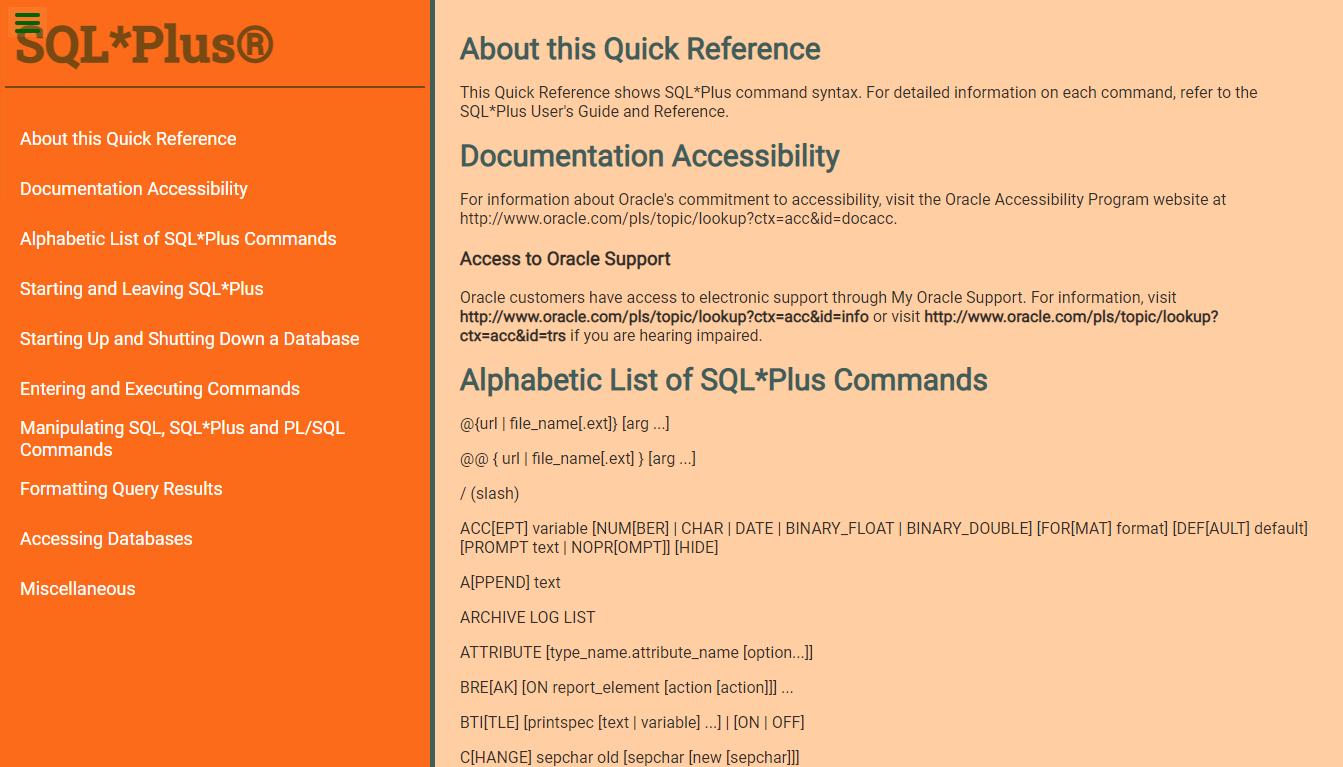 SQL*Plus®
About this Quick Reference
Documentation Accessibility
Alphabetic List of SQL*Plus Commands
Starting and Leaving SQL*Plus
Starting Up and Shutting Down a Database
Entering and Executing Commands
Manipulating SQL, SQL*Plus and PL/SQL
Commands
Formatting Query Results
Accessing Databases
Miscellaneous
About this Quick Reference
This Quick Reference shows SQL*Plus command syntax. For detailed information on each command, refer to the
SQL*Plus User's Guide and Reference.
Documentation Accessibility
For information about Oracle's commitment to accessibility, visit the Oracle Accessibility Program website at
http://www.oracle.com/pls/topic/lookup?ctx=acc&id=docacc.
Access to Oracle Support
Oracle customers have access to electronic support through My Oracle Support. For information, visit
http://www.oracle.com/pls/topic/lookup?ctx=acc&id=info or visit http://www.oracle.com/pls/topic/lookup?
ctx=acc&id=trs if you are hearing impaired.
Alphabetic List of SQL*Plus Commands
@{url | file_name[.ext]} [arg ...]
@@ { url | file_name[.ext] } [arg ...]
/ (slash)
ACC[EPT] variable [NUM[BER] | CHAR | DATE | BINARY_FLOAT | BINARY_DOUBLE] [FOR[MAT] format] [DEF[AULT] default]
[PROMPT text | NOPR[OMPT]] [HIDE]
A[PPEND] text
ARCHIVE LOG LIST
ATTRIBUTE [type_name.attribute_name [option...]]
BRE[AK] [ON report_element [action [action]]] ...
BTI[TLE] [printspec [text | variable] ...] | [ON | OFF]
C[HANGE] sepchar old [sepchar [new [sepchar]]]